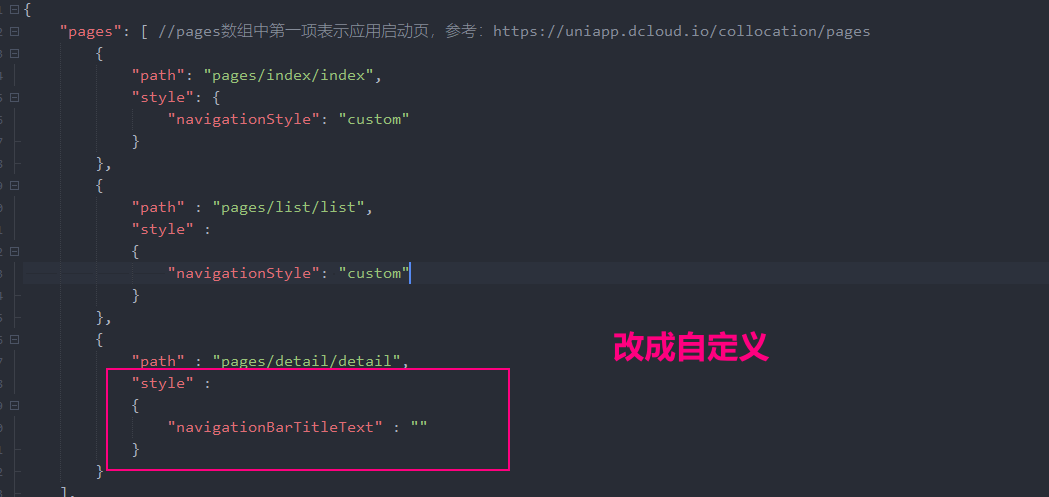 {
"pages": [ //pages数组中第一项表示应用启动页，参考：https://uniapp.dcloud.io/collocation/pages
{
"path": "pages/index/index",
"style": {
"navigationStyle": "custom"
}
},
{
"path" : "pages/list/list",
"style" :
{
"navigationStyle": "custom"
}
},
{
改成自定义
"path" : "pages/detail/detail",
"style" :
{
"navigationBarTitleText" : ""
}
}
],